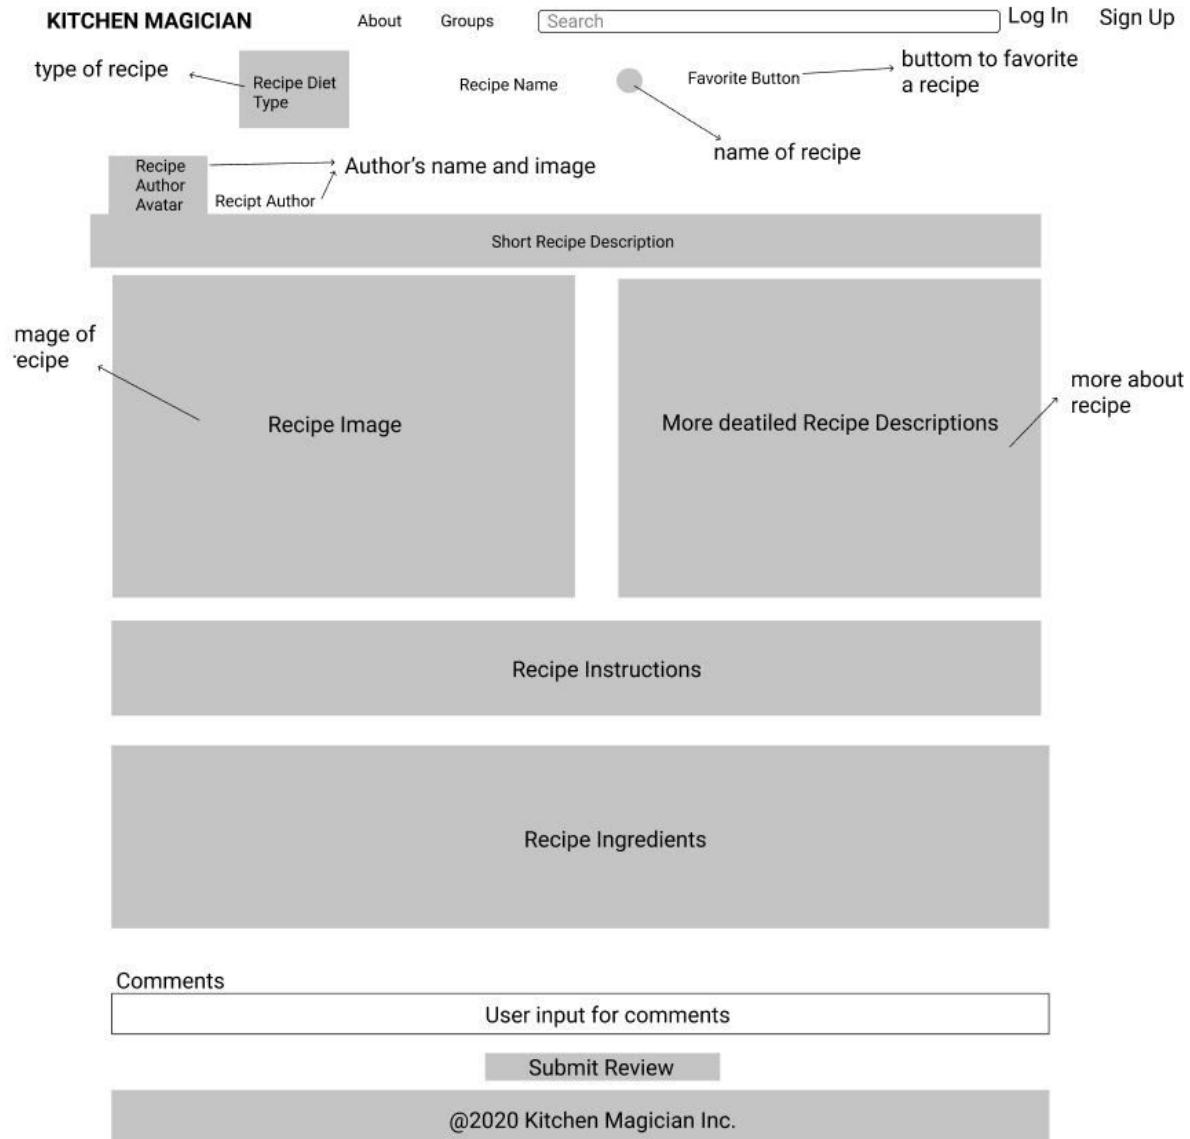 KITCHEN MAGICIAN About Groups Search Log In Sign Up
type of recipe
Recipe Diet
Type
Recipe Name
Favorite Button
buttom to favorite
a recipe
name of recipe
Recipe
Author
Avatar
Author's name and image
Recipt Author
Short Recipe Description
mage of
ecipe
Recipe Image
More deatiled Recipe Descriptions
more about
recipe
Recipe Instructions
Recipe Ingredients
Comments
User input for comments
Submit Review
@2020 Kitchen Magician Inc.